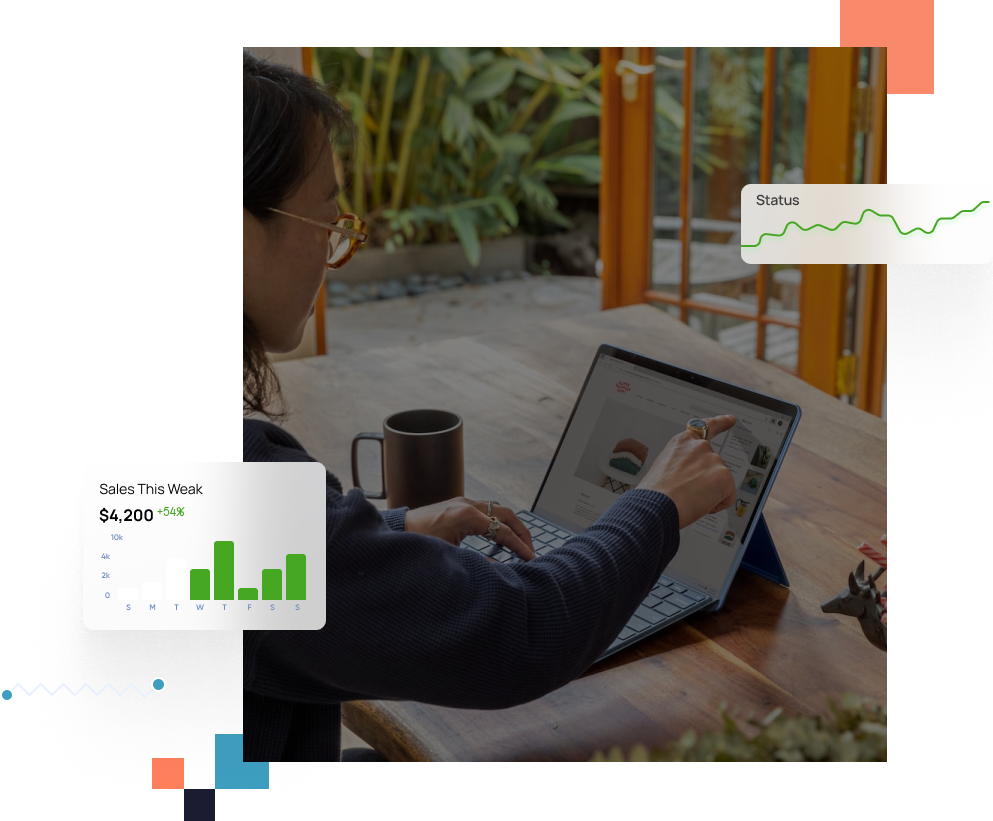 Status
Sales This Weak
$4,200 +54%
10k
4k
2k
0
S M T W T F S S